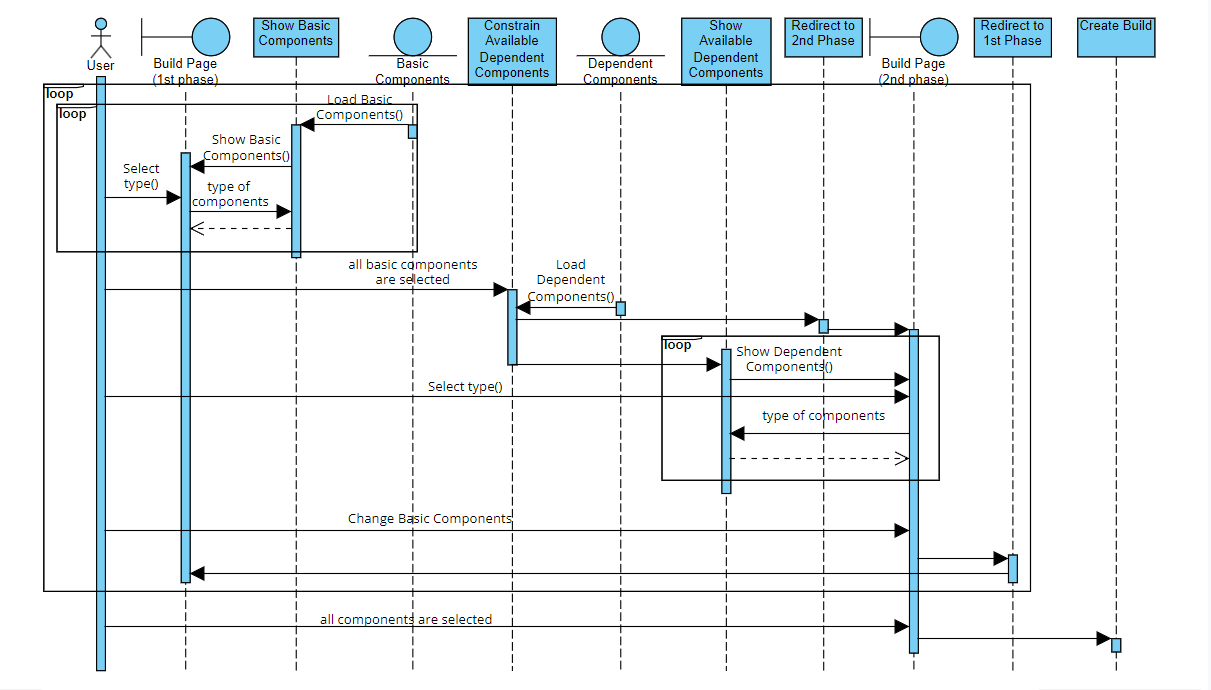 User
Build Page
(1st phase)
Show Basic
Components
Basic
Components
Constrain
Available
Dependent
Components
Dependent
Components
Show
Available
Dependent
Components
Redirect to
2nd Phase
Build Page
(2nd phase)
Redirect to
1st Phase
Create Build
loop
loop
Load Basic
Components()
Show Basic
Components()
Select
type()
type of
components
all basic components
are selected
Load
Dependent
Components()
loop
Show Dependent
Components()
Select type()
type of components
Change Basic Components
all components are selected